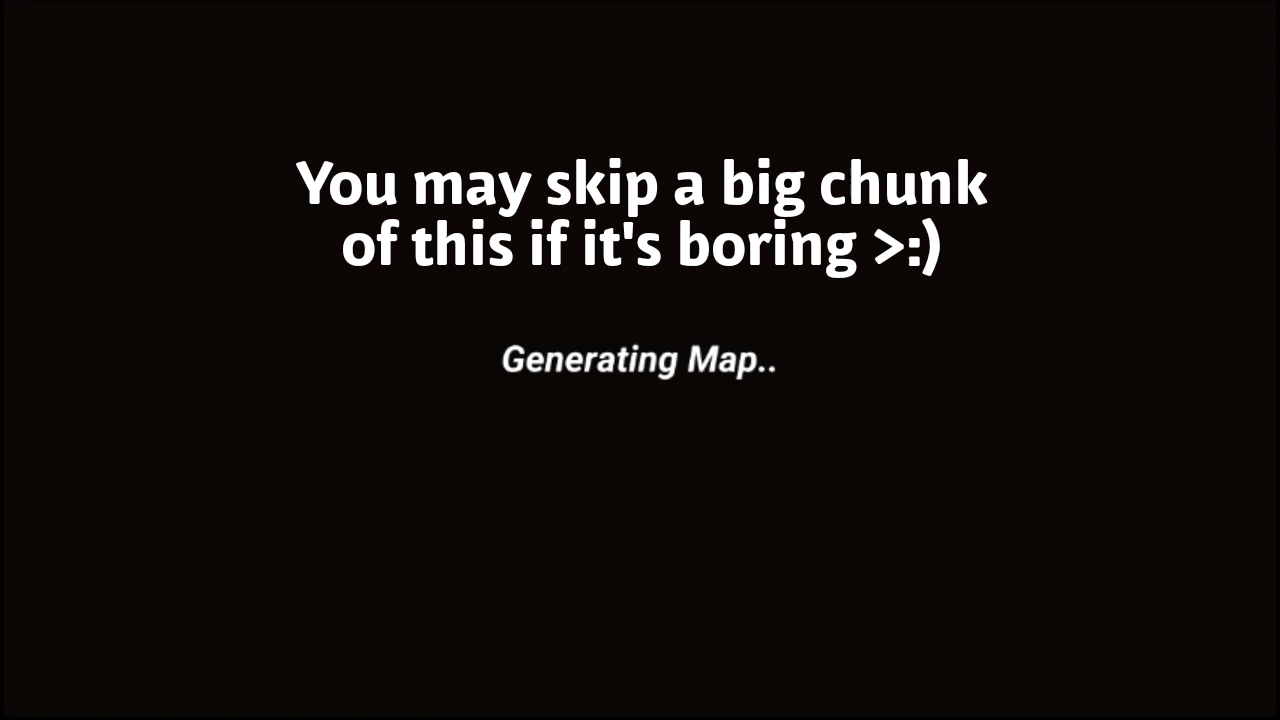 You may skip a big chunk
of this if it's boring >:)
Generating Map..